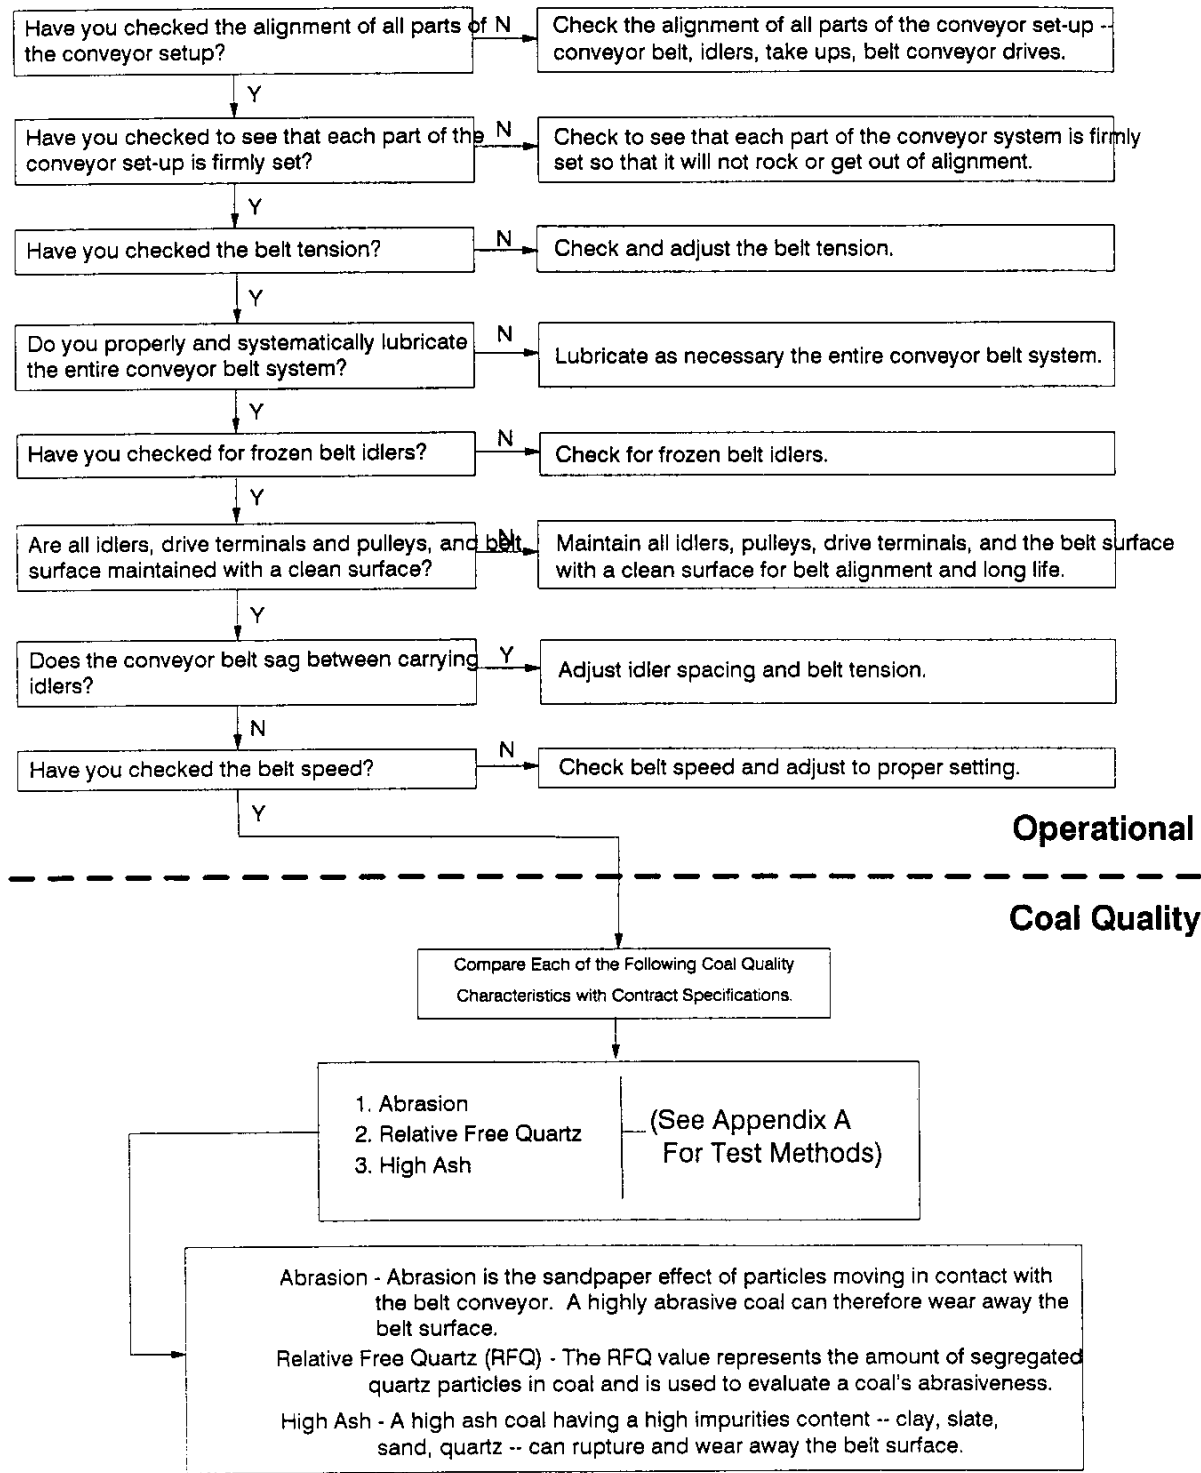 Have you checked the alignment of all parts of
the conveyor setup?
N
Check the alignment of all parts of the conveyor set-up --
conveyor belt, idlers, take ups, belt conveyor drives.
Y
Have you checked to see that each part of the
conveyor set-up is firmly set?
N
Check to see that each part of the conveyor system is firmly
set so that it will not rock or get out of alignment.
Y
Have you checked the belt tension?
N
Check and adjust the belt tension.
Y
Do you properly and systematically lubricate
the entire conveyor belt system?
N
Lubricate as necessary the entire conveyor belt system.
Y
Have you checked for frozen belt idlers?
N
Check for frozen belt idlers.
Y
Are all idlers, drive terminals and pulleys, and belt
surface maintained with a clean surface?
N
Maintain all idlers, pulleys, drive terminals, and the belt surface
with a clean surface for belt alignment and long life.
Y
Does the conveyor belt sag between carrying
idlers?
Y
Adjust idler spacing and belt tension.
N
Have you checked the belt speed?
N
Check belt speed and adjust to proper setting.
Y
Operational
Coal Quality
Compare Each of the Following Coal Quality
Characteristics with Contract Specifications.
1. Abrasion
2. Relative Free Quartz
3. High Ash
(See Appendix A
For Test Methods)
Abrasion - Abrasion is the sandpaper effect of particles moving in contact with
the belt conveyor. A highly abrasive coal can therefore wear away the
belt surface.
Relative Free Quartz (RFQ) - The RFQ value represents the amount of segregated
quartz particles in coal and is used to evaluate a coal's abrasiveness.
High Ash - A high ash coal having a high impurities content -- clay, slate,
sand, quartz -- can rupture and wear away the belt surface.